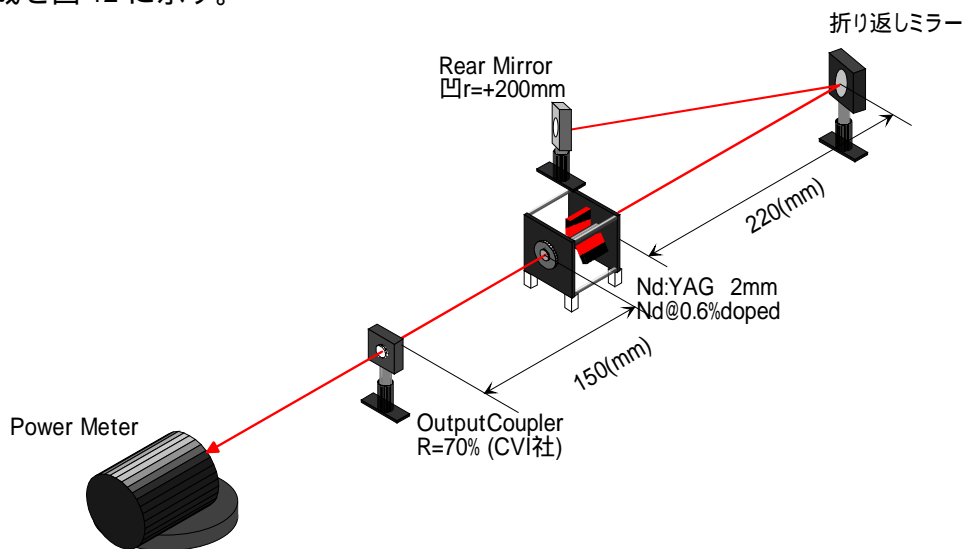 折り返しミラー
Rear Mirror
凹r=+200mm
220(mm)
Nd:YAG 2mm
Nd@0.6%doped
150(mm)
OutputCoupler
R=70% (CVI社)
Power Meter